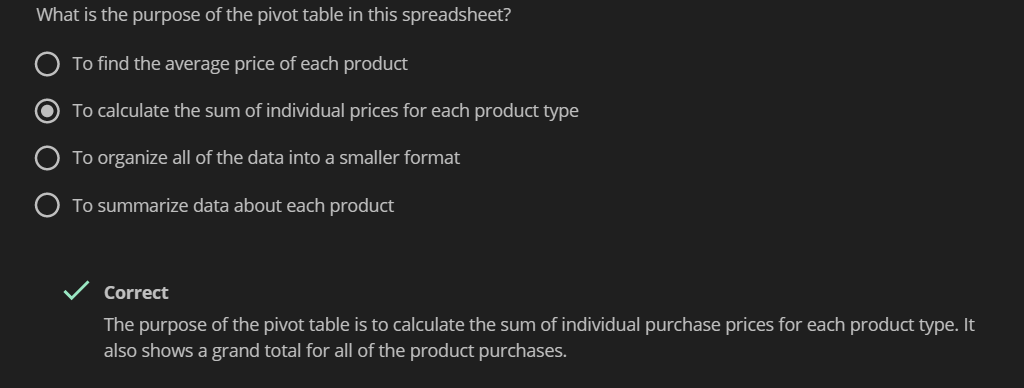 What is the purpose of the pivot table in this spreadsheet?
To find the average price of each product
To calculate the sum of individual prices for each product type
To organize all of the data into a smaller format
To summarize data about each product
Correct
The purpose of the pivot table is to calculate the sum of individual purchase prices for each product type. It
also shows a grand total for all of the product purchases.